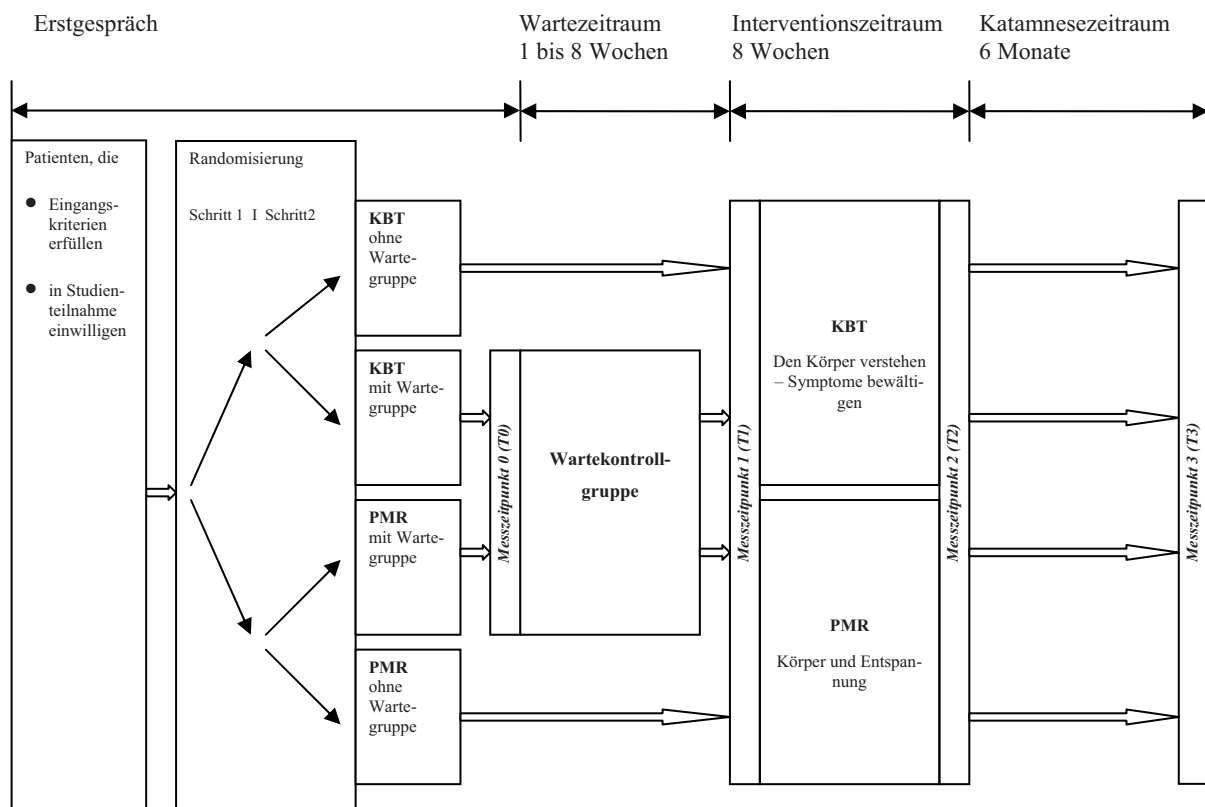 Erstgespräch
Wartezeitraum
1 bis 8 Wochen
Interventionszeitraum
8 Wochen
Katamnesezeitraum
6 Monate
Patienten, die
● Eingangs-
kriterien
erfüllen
● in Studien-
teilnahme
einwilligen
Randomisierung
Schritt 1 I Schritt2
KBT
ohne
Warte-
gruppe
KBT
mit Warte-
gruppe
PMR
mit Warte-
gruppe
PMR
ohne
Warte-
gruppe
Messzeitpunkt 0 (T0)
Wartekontroll-
gruppe
Messzeitpunkt 1 (T1)
KBT
Den Körper verstehen
– Symptome bewälti-
gen
PMR
Körper und Entspan-
nung
Messzeitpunkt 2 (T2)
Messzeitpunkt 3 (T3)